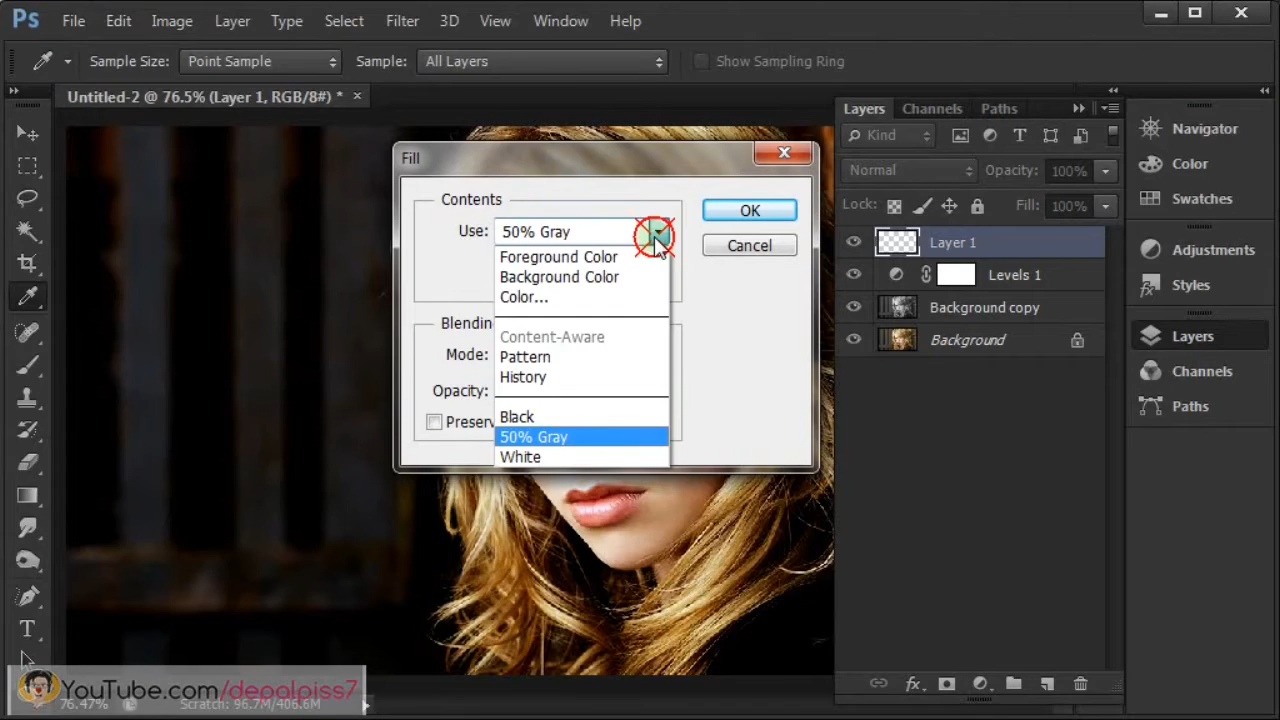 Ps File Edit Image Layer Type Select Filter 3D View Window Help
Sample Size: Point Sample Sample: All Layers Show Sampling Ring
Untitled-2 @ 76.5% (Layer 1, RGB/8#) * ×
Layers Channels Paths
Kind
Normal Opacity: 100%
Lock: Fill: 100%
Layer 1
Levels 1
Background copy
Background
Navigator
Color
Swatches
Adjustments
Styles
Layers
Channels
Paths
Fill
Contents
OK
Use: 50% Gray
Cancel
Foreground Color
Background Color
Color...
Content-Aware
Pattern
History
Black
50% Gray
White
Blendin
Mode:
Opacity:
Preserv
YouTube.com/depalpiss7
76.47% Scratch: 96.7M/406.6M